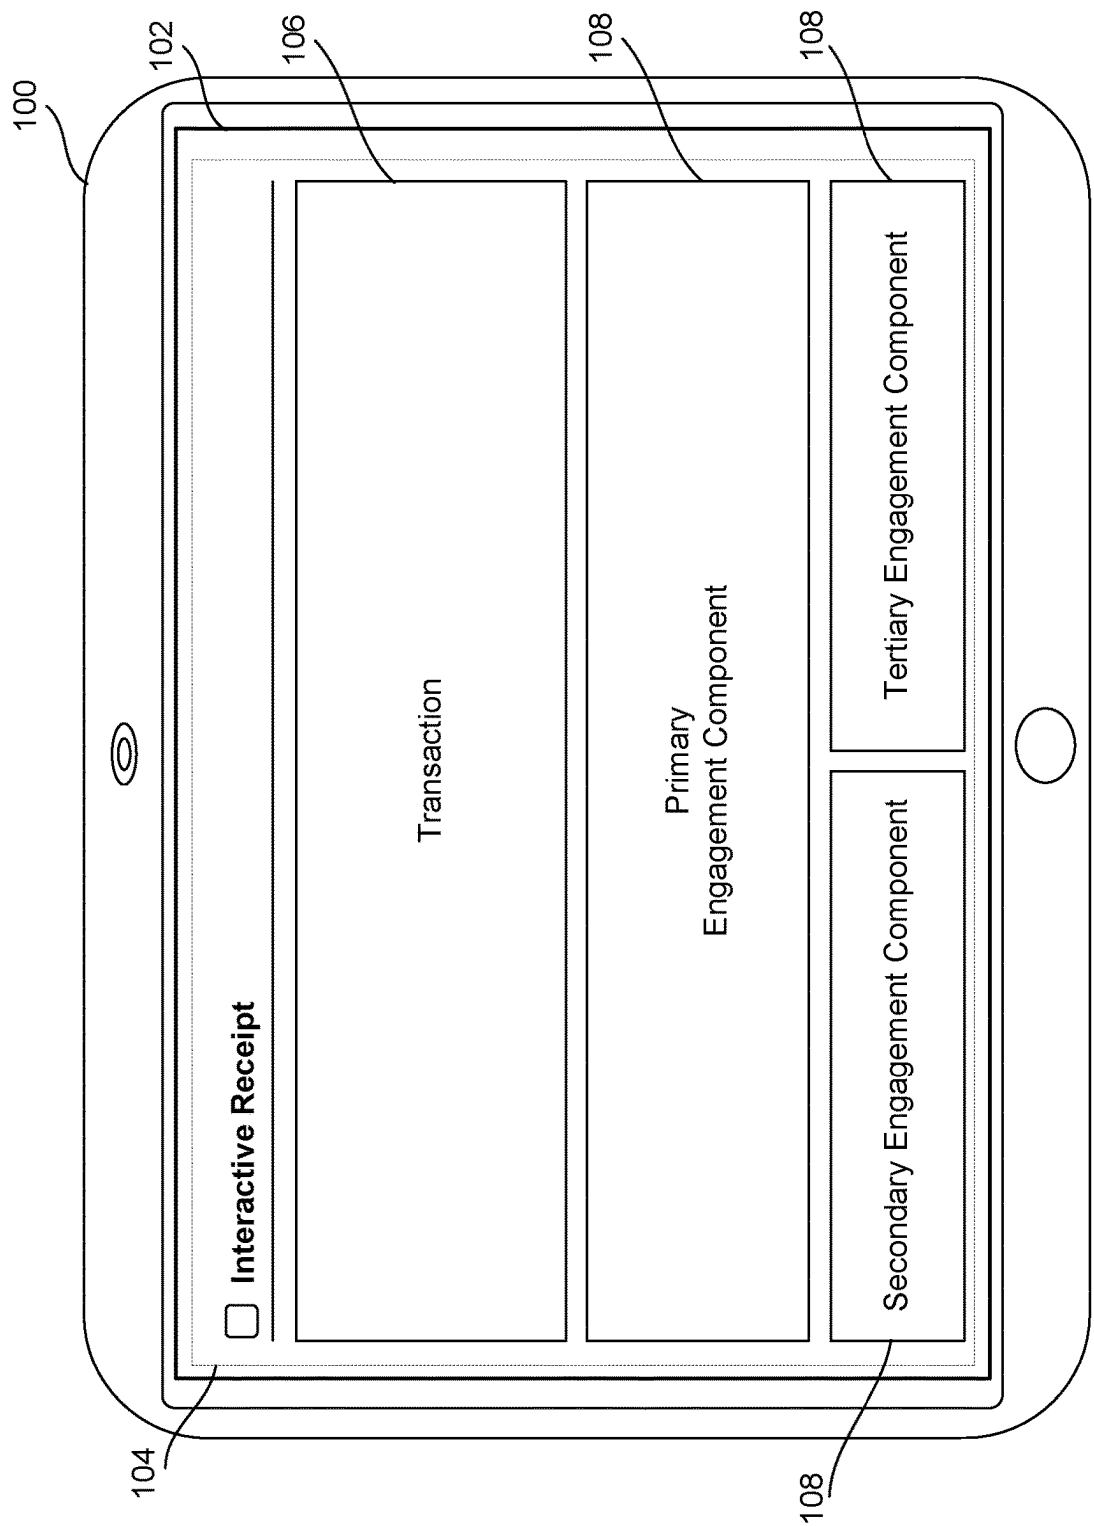 100
102
106
108
108
Interactive Receipt
Transaction
Primary
Engagement Component
Secondary Engagement Component
Tertiary Engagement Component
104
108